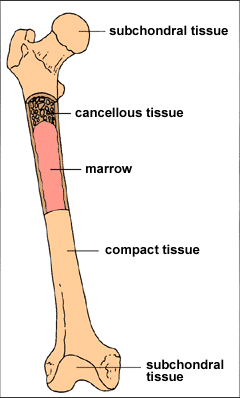 subchondral tissue
cancellous tissue
marrow
compact tissue
subchondral
tissue